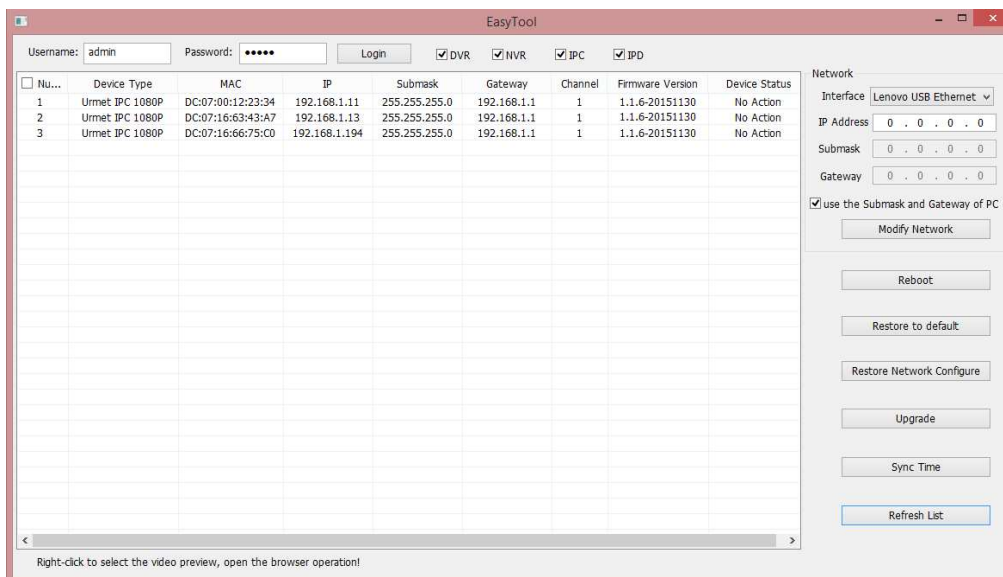 EasyTool
Username: admin Password: ●●●●● Login DVR NVR IPC IPD
Nu... Device Type MAC IP Submask Gateway Channel Firmware Version Device Status
1 Urmet IPC 1080P DC:07:00:12:23:34 192.168.1.11 255.255.255.0 192.168.1.1 1 1.1.6-20151130 No Action
2 Urmet IPC 1080P DC:07:16:63:43:A7 192.168.1.13 255.255.255.0 192.168.1.1 1 1.1.6-20151130 No Action
3 Urmet IPC 1080P DC:07:16:66:75:C0 192.168.1.194 255.255.255.0 192.168.1.1 1 1.1.6-20151130 No Action
Network
Interface Lenovo USB Ethernet
IP Address 0 . 0 . 0 . 0
Submask 0 . 0 . 0 . 0
Gateway 0 . 0 . 0 . 0
use the Submask and Gateway of PC
Modify Network
Reboot
Restore to default
Restore Network Configure
Upgrade
Sync Time
Refresh List
Right-click to select the video preview, open the browser operation!